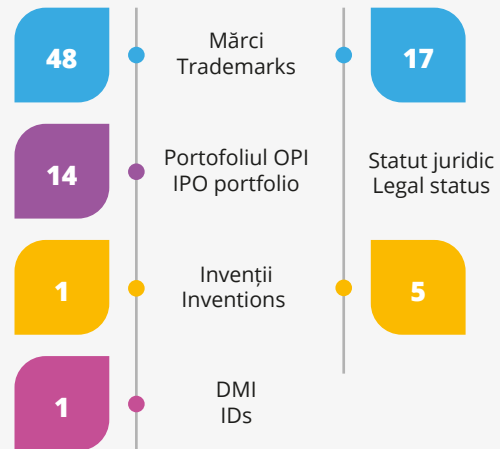 48
Mărci
Trademarks
17
14
Portofoliul OPI
IPO portfolio
Statut juridic
Legal status
1
Invenții
Inventions
5
1
DMI
IDs